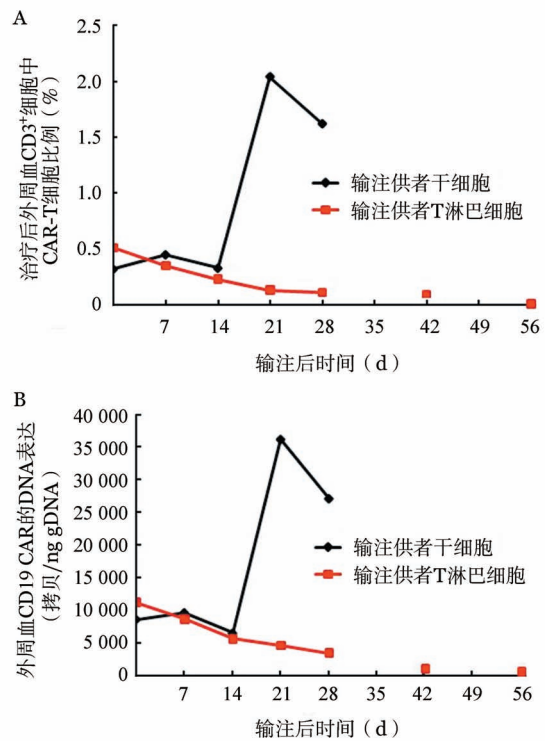 A
治疗后外周血CD3⁺细胞中
CAR-T细胞比例（%）
2.5
2.0
1.5
1.0
0.5
0
输注供者干细胞
输注供者T淋巴细胞
7 14 21 28 35 42 49 56
输注后时间（d）
B
外周血CD19 CAR的DNA表达
（拷贝/ng gDNA）
40 000
35 000
30 000
25 000
20 000
15 000
10 000
5 000
0
输注供者干细胞
输注供者T淋巴细胞
7 14 21 28 35 42 49 56
输注后时间（d）